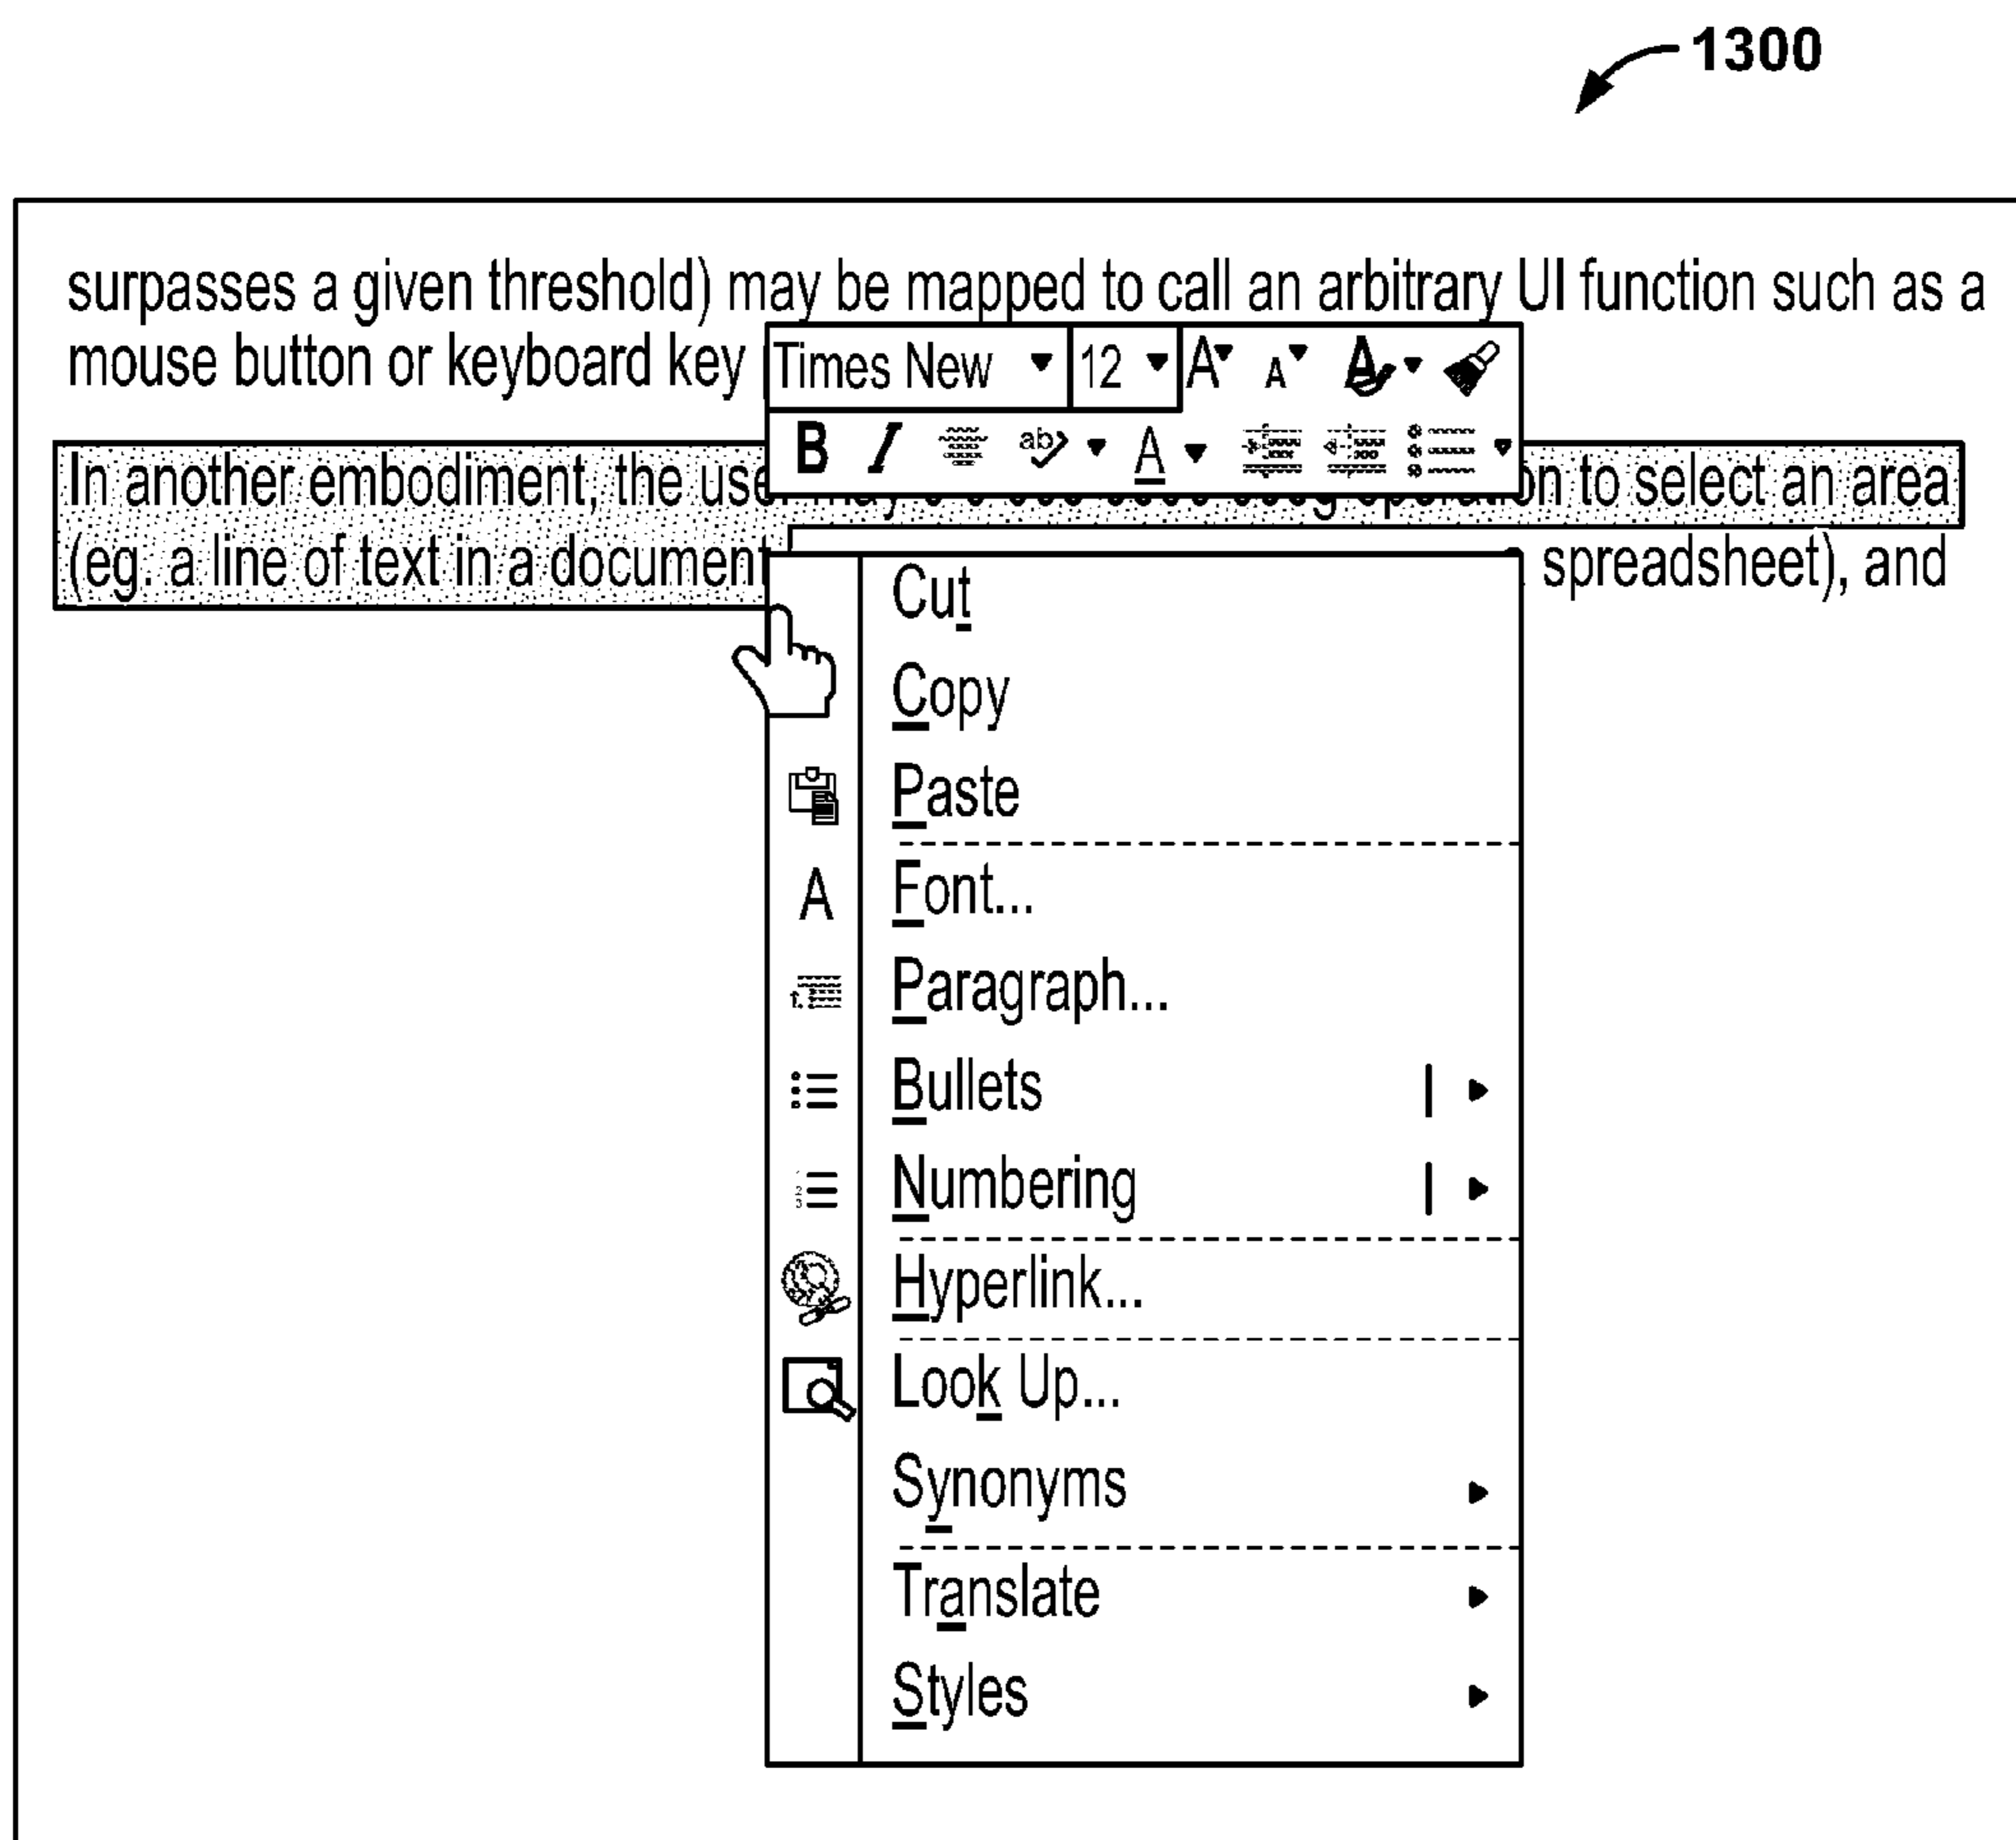 1300
surpasses a given threshold) may be mapped to call an arbitrary UI function such as a
mouse button or keyboard key
Times New 12 A A A
B I ab A
In another embodiment, the use on to select an area
(eg. a line of text in a document spreadsheet), and
Cut
Copy
Paste
A Font...
Paragraph...
Bullets
Numbering
Hyperlink...
Look Up...
Synonyms
Translate
Styles